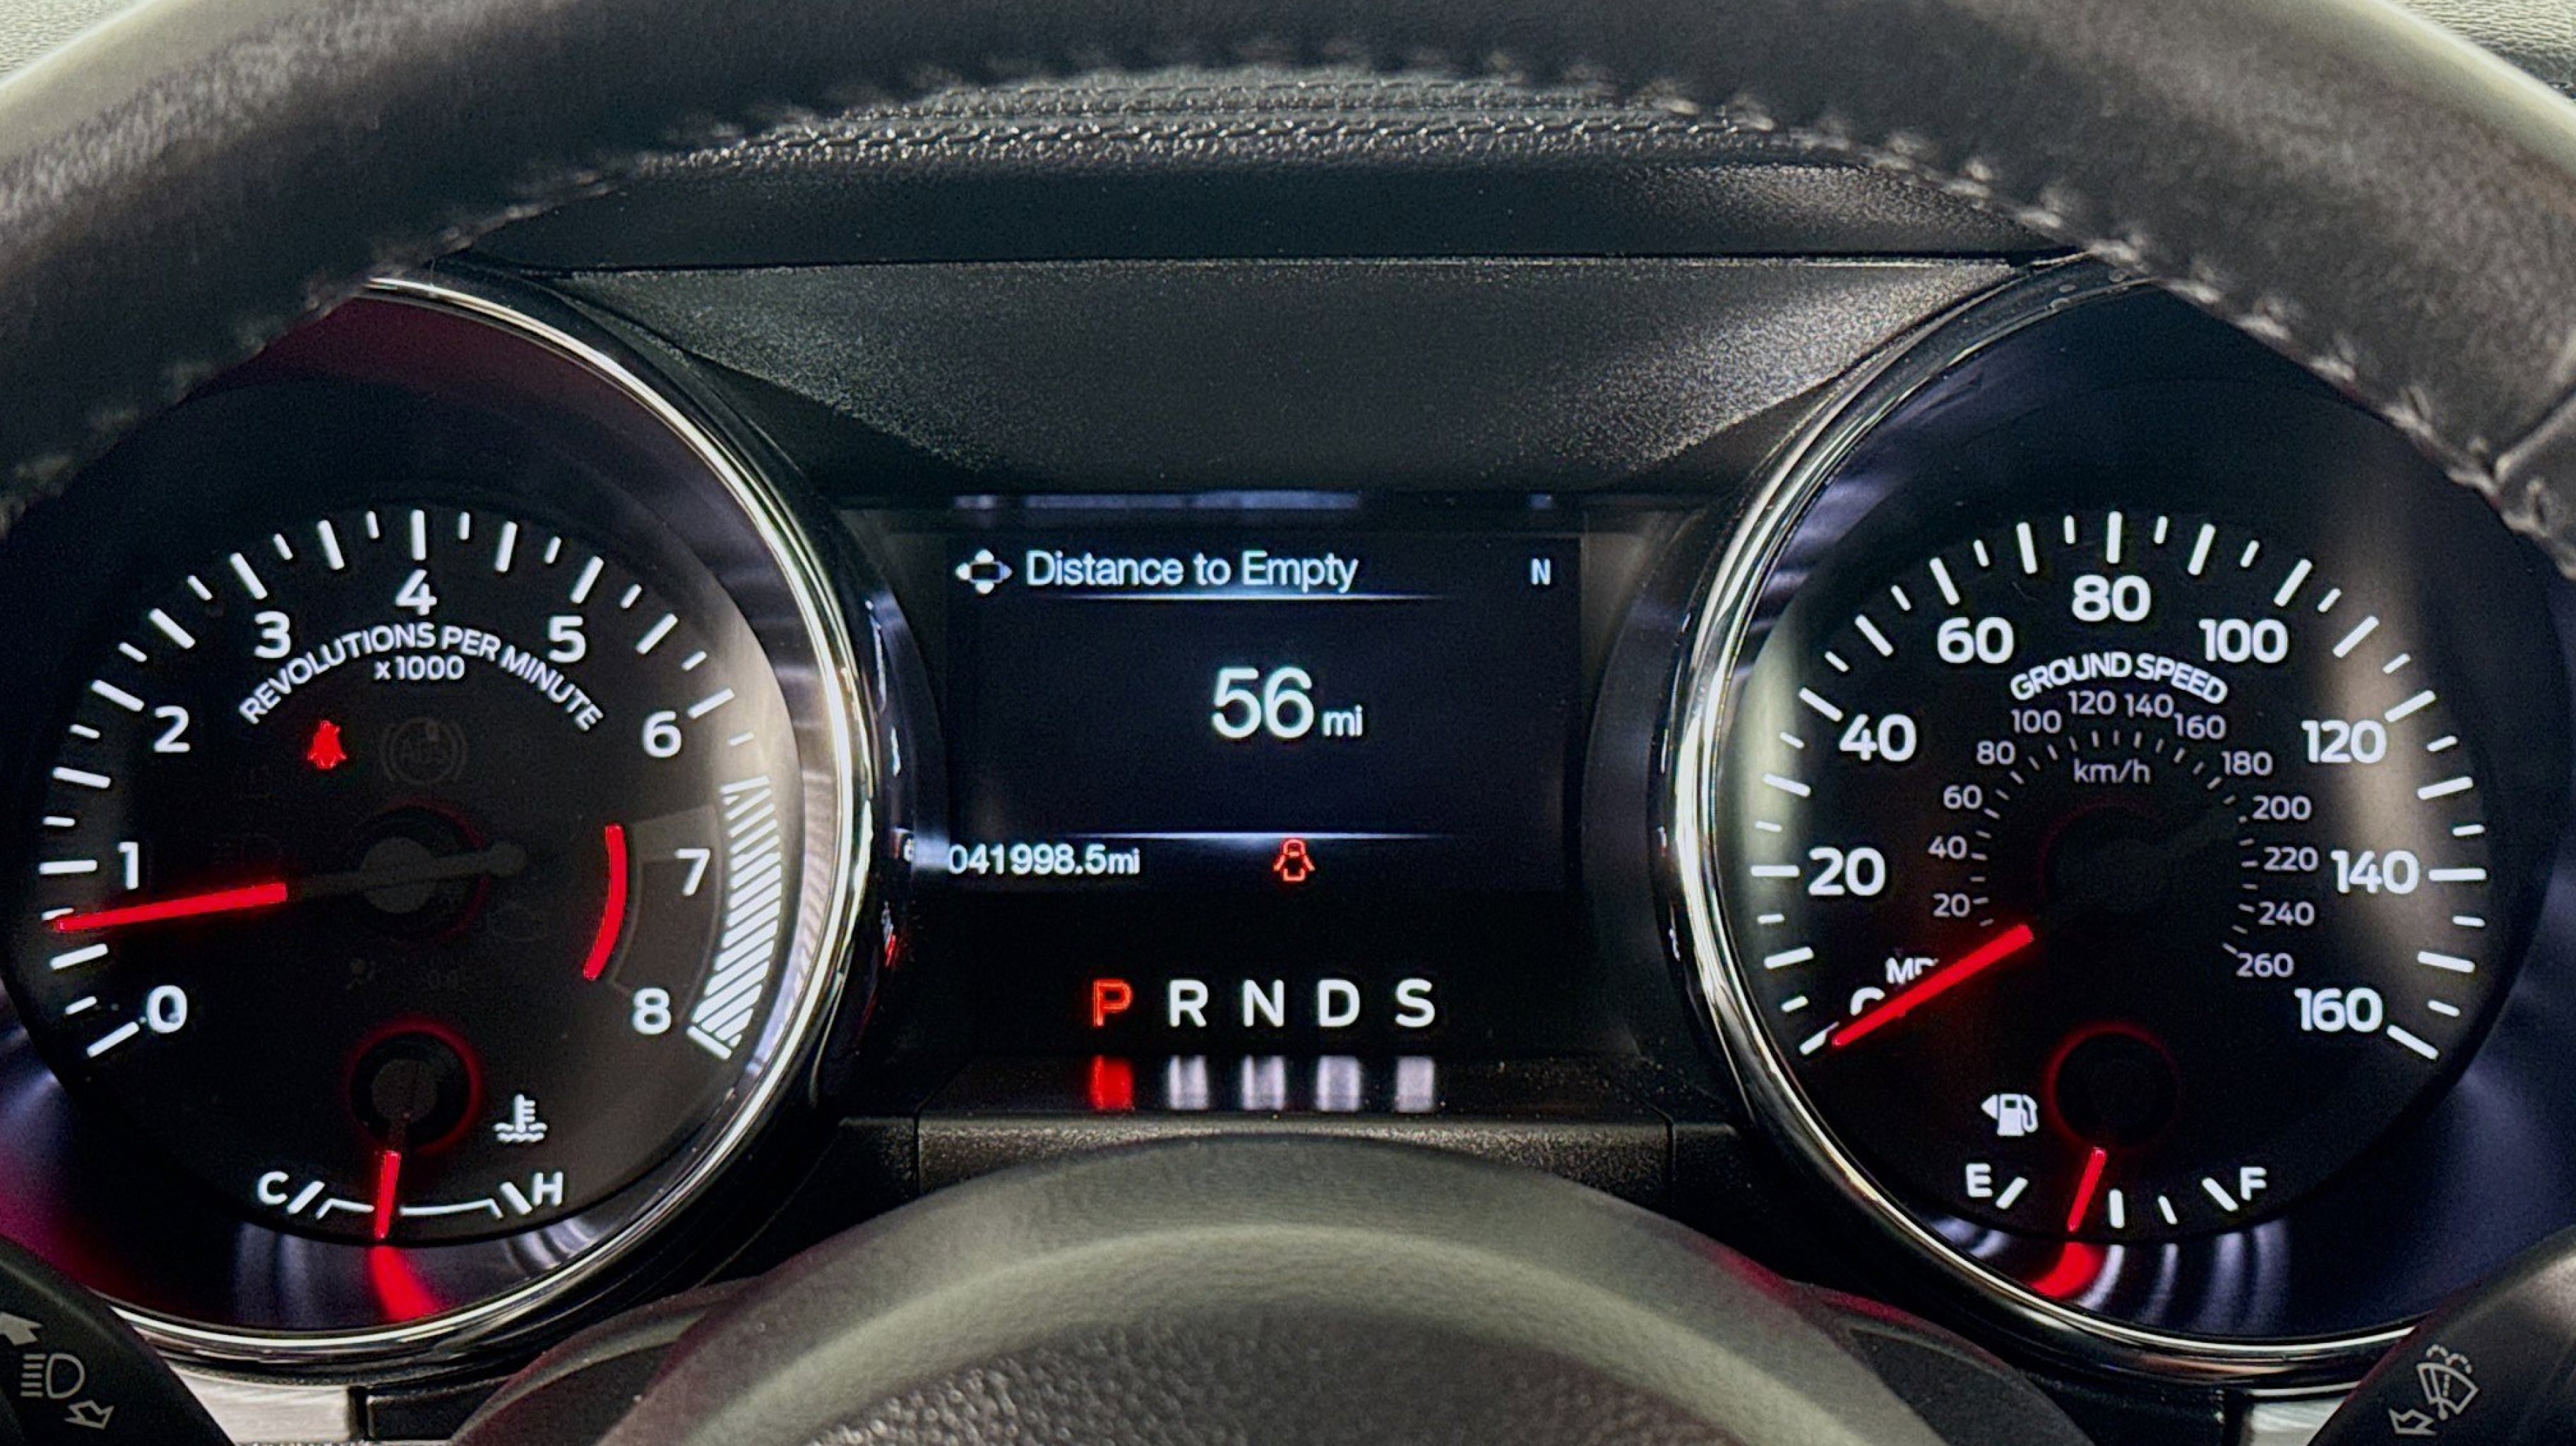 4
3 5
REVOLUTIONS PER MINUTE
x1000
2 6
1 7
0 8
C H
Distance to Empty N
56 mi
041998.5mi
P R N D S
80
60 100
GROUND SPEED
40 120
20 140
160
120 140
100 160
80 180
km/h
60 200
40 220
20 240
260
E F